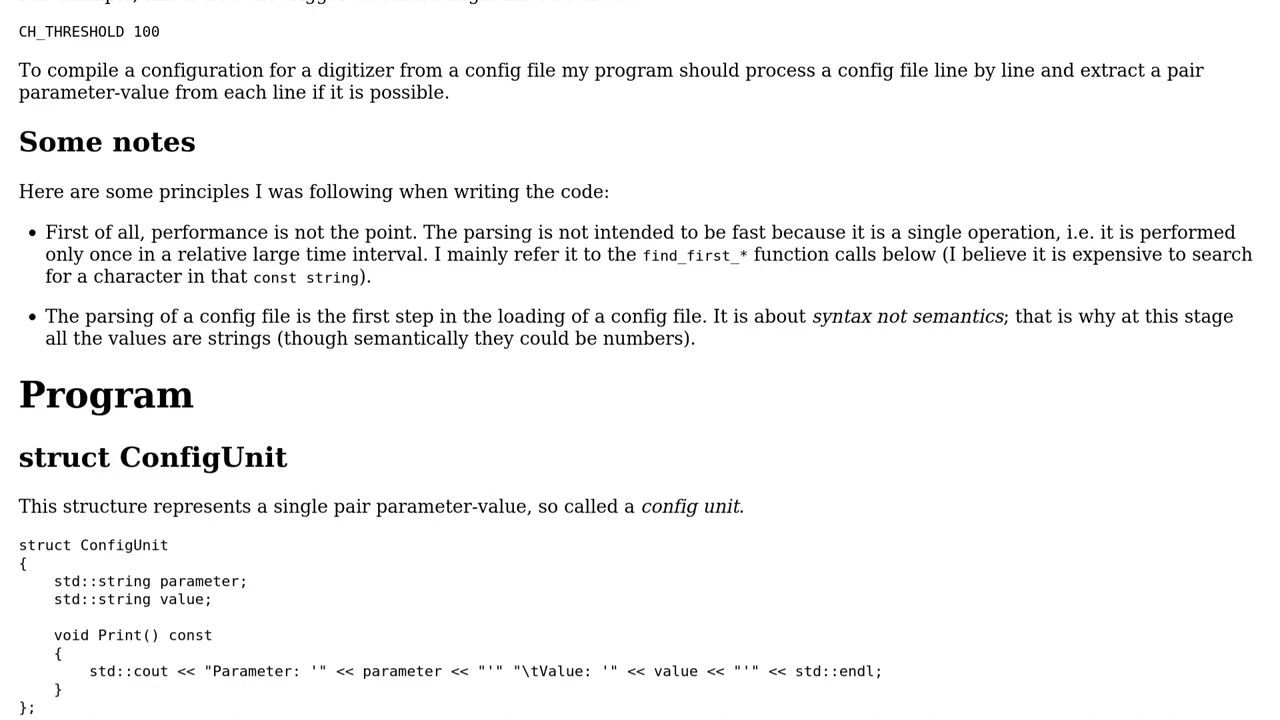 CH_THRESHOLD 100
To compile a configuration for a digitizer from a config file my program should process a config file line by line and extract a pair
parameter-value from each line if it is possible.
Some notes
Here are some principles I was following when writing the code:
• First of all, performance is not the point. The parsing is not intended to be fast because it is a single operation, i.e. it is performed
only once in a relative large time interval. I mainly refer it to the find_first_* function calls below (I believe it is expensive to search
for a character in that const string).
• The parsing of a config file is the first step in the loading of a config file. It is about syntax not semantics; that is why at this stage
all the values are strings (though semantically they could be numbers).
Program
struct ConfigUnit
This structure represents a single pair parameter-value, so called a config unit.
struct ConfigUnit
{
    std::string parameter;
    std::string value;

    void Print() const
    {
        std::cout << "Parameter: '" << parameter << "'" "\tValue: '" << value << "'" << std::endl;
    }
};